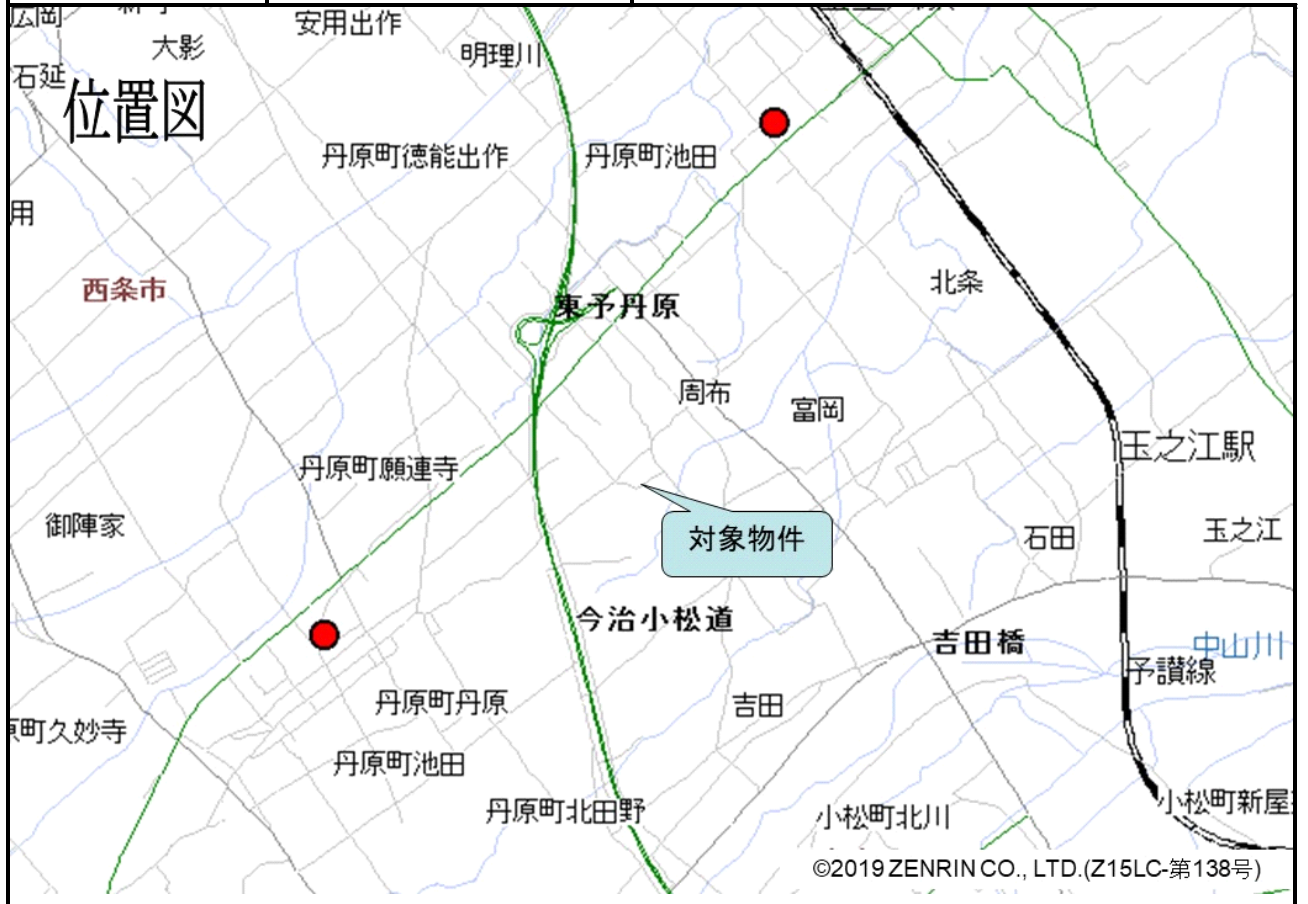 広岡
安用出作
大影
明理川
石延
位置図
丹原町徳能出作
丹原町池田
用
西条市
北条
東予丹原
周布
富岡
玉之江駅
丹原町願連寺
御陣家
対象物件
石田
玉之江
今治小松道
吉田橋
中山川
予讃線
丹原町丹原
吉田
原町久妙寺
丹原町池田
丹原町北田野
小松町北川
小松町新屋
©2019 ZENRIN CO., LTD.(Z15LC-第138号)